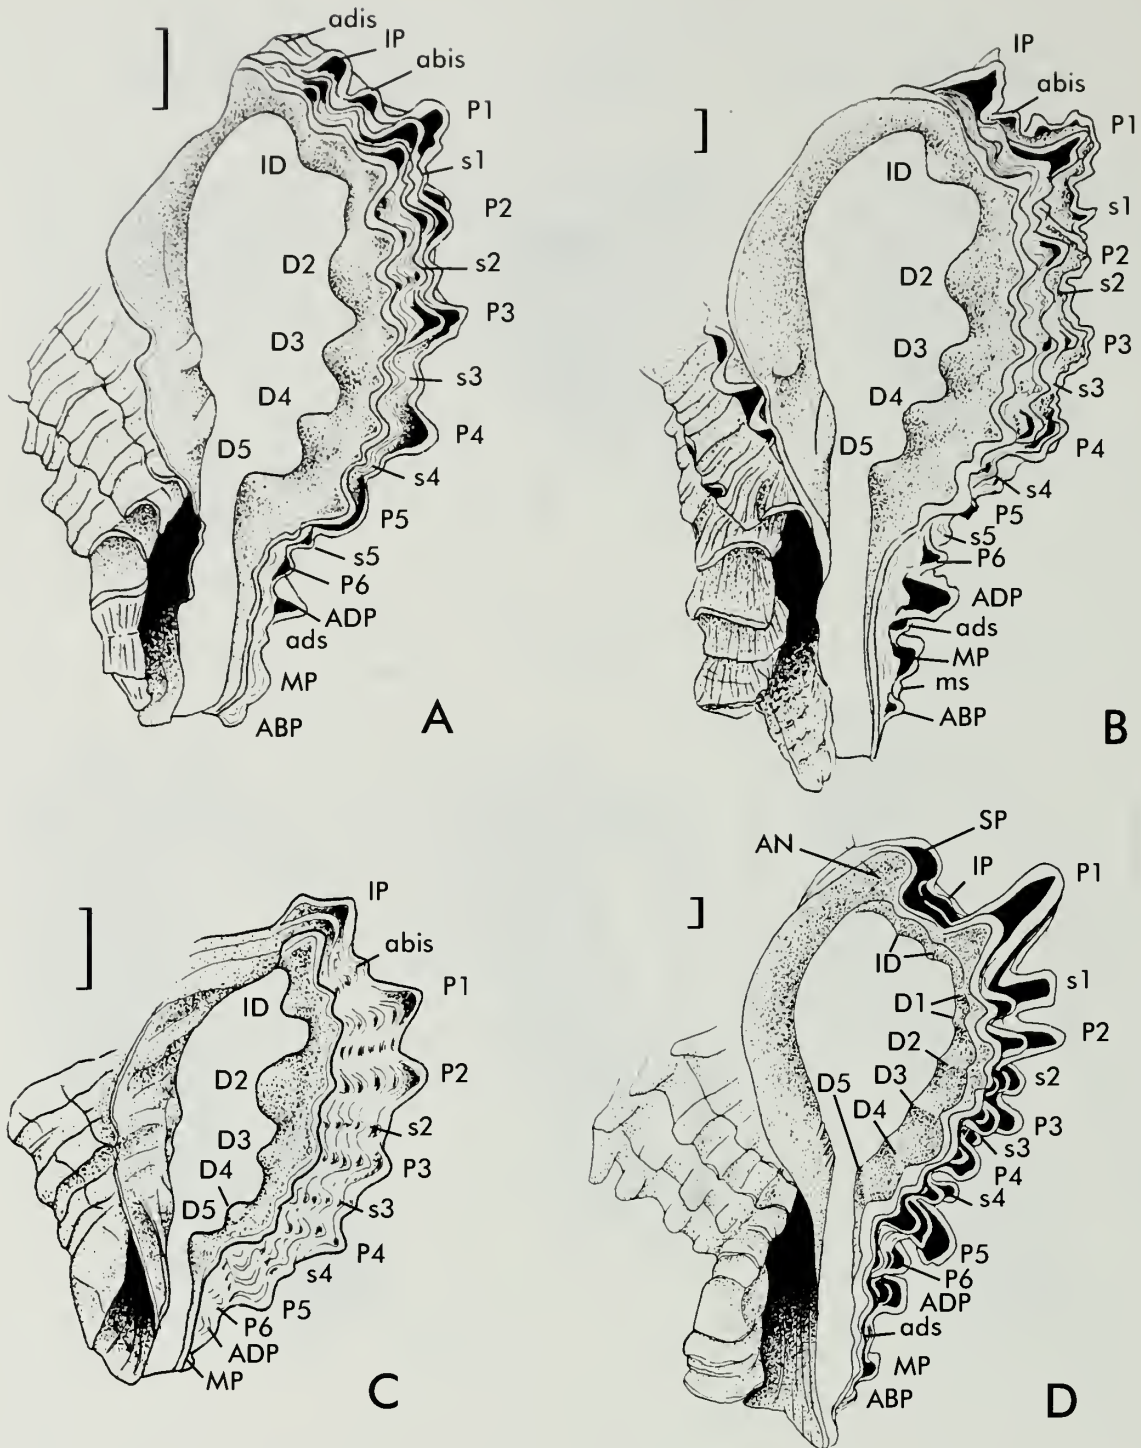 adis
IP
abis
P1
ID
s1
P2
D2
s2
P3
D3
s3
D4
P4
D5
s4
P5
s5
P6
ADP
ads
MP
ABP
A
IP
abis
P1
ID
s1
P2
D2
s2
D3
P3
s3
D4
P4
D5
s4
P5
s5
P6
ADP
ads
MP
ms
ABP
B
IP
abis
P1
ID
D2
P2
s2
D3
P3
D4
s3
D5
P4
s4
P5
P6
ADP
MP
C
SP
AN
IP
P1
ID
s1
D1
P2
D2
s2
D5
D3
P3
D4
s3
P4
s4
P5
P6
ADP
ads
MP
ABP
D